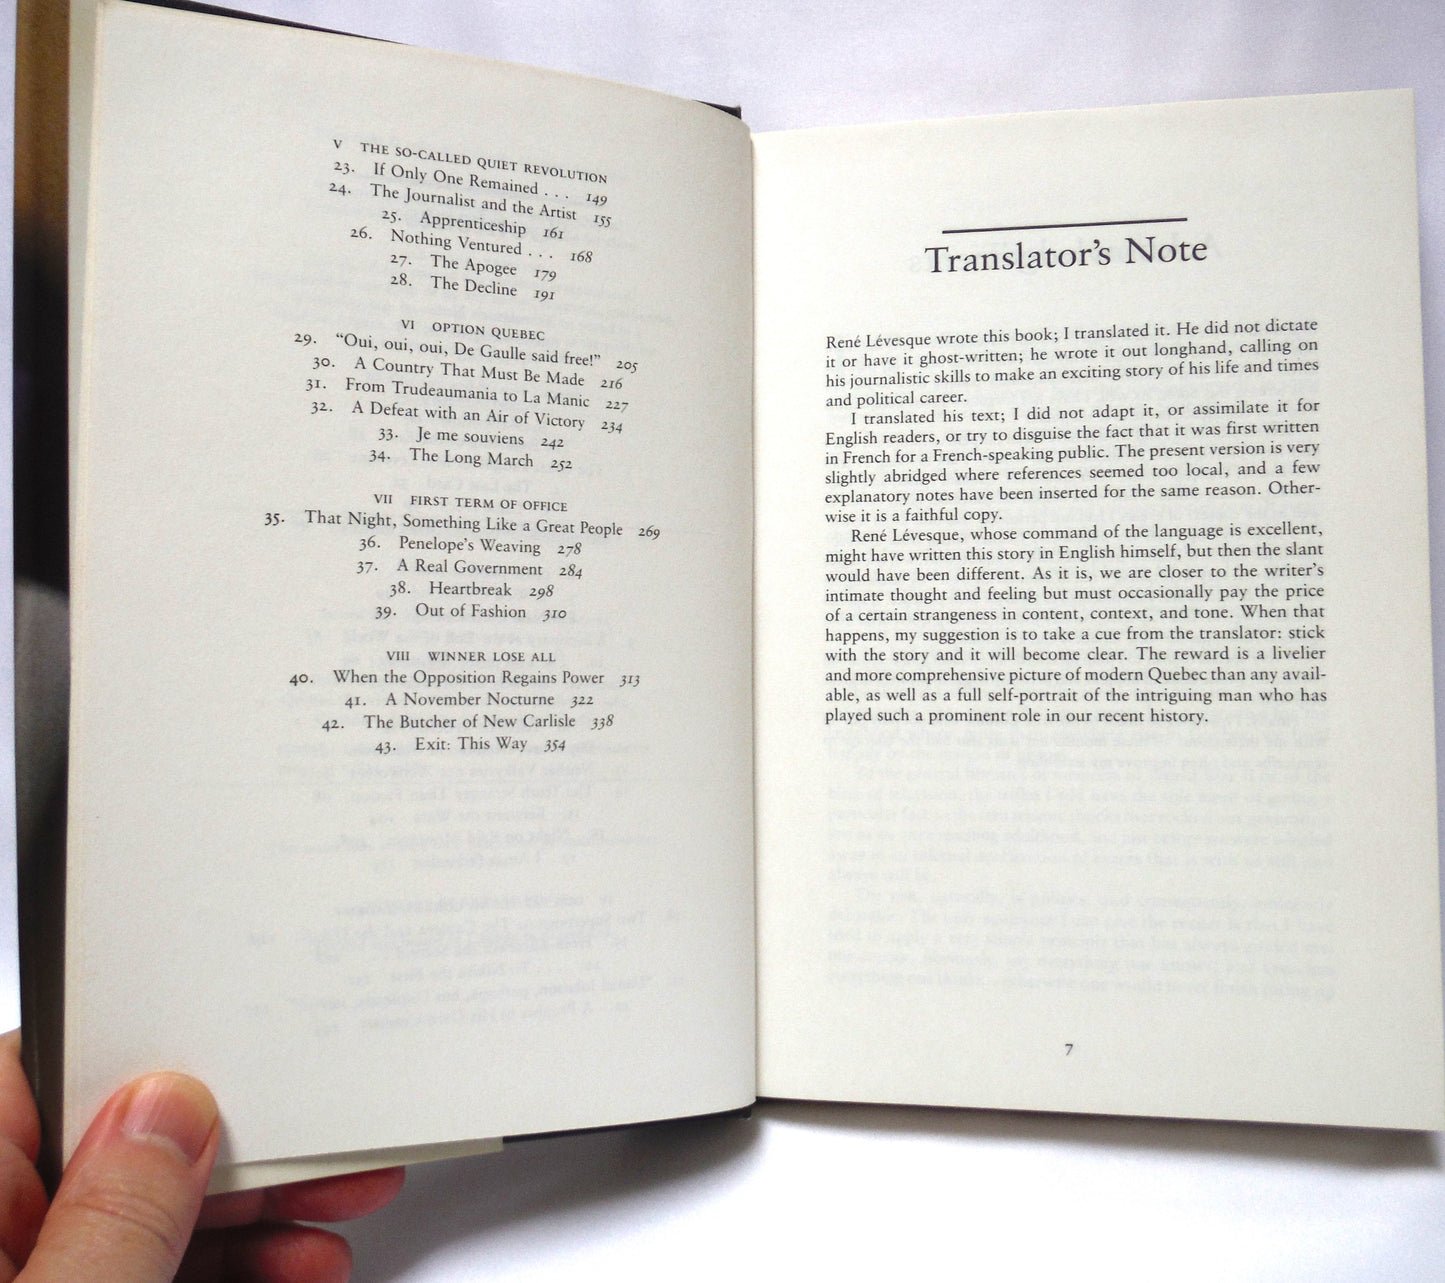 V THE SO-CALLED QUIET REVOLUTION
23. If Only One Remained . . . 149
24. The Journalist and the Artist 155
25. Apprenticeship 161
26. Nothing Ventured . . . 168
27. The Apogee 179
28. The Decline 191
VI OPTION QUEBEC
29. “Oui, oui, oui, De Gaulle said free!” 205
30. A Country That Must Be Made 216
31. From Trudeaumania to La Manic 227
32. A Defeat with an Air of Victory 234
33. Je me souviens 242
34. The Long March 252
VII FIRST TERM OF OFFICE
35. That Night, Something Like a Great People 269
36. Penelope’s Weaving 278
37. A Real Government 284
38. Heartbreak 298
39. Out of Fashion 310
VIII WINNER LOSE ALL
40. When the Opposition Regains Power 313
41. A November Nocturne 322
42. The Butcher of New Carlisle 338
43. Exit: This Way 354
Translator’s Note
René Lévesque wrote this book; I translated it. He did not dictate
it or have it ghost-written; he wrote it out longhand, calling on
his journalistic skills to make an exciting story of his life and times
and political career.
I translated his text; I did not adapt it, or assimilate it for
English readers, or try to disguise the fact that it was first written
in French for a French-speaking public. The present version is very
slightly abridged where references seemed too local, and a few
explanatory notes have been inserted for the same reason. Other-
wise it is a faithful copy.
René Lévesque, whose command of the language is excellent,
might have written this story in English himself, but then the slant
would have been different. As it is, we are closer to the writer’s
intimate thought and feeling but must occasionally pay the price
of a certain strangeness in content, context, and tone. When that
happens, my suggestion is to take a cue from the translator: stick
with the story and it will become clear. The reward is a livelier
and more comprehensive picture of modern Quebec than any avail-
able, as well as a full self-portrait of the intriguing man who has
played such a prominent role in our recent history.
7